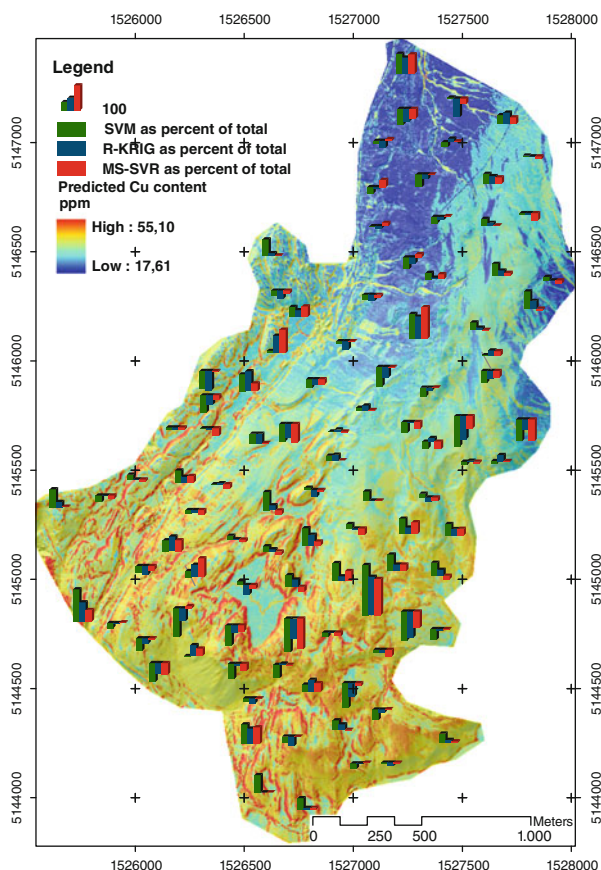 1526000 1526500 1527000 1527500 1528000
Legend
100
SVM as percent of total
R-KRIG as percent of total
MS-SVR as percent of total
Predicted Cu content
ppm
High : 55,10
Low : 17,61
5147000 5147000
5146500 5146500
5146000 5146000
5145500 5145500
5145000 5145000
5144500 5144500
5144000 5144000
Meters
0 250 500 1.000
1526000 1526500 1527000 1527500 1528000